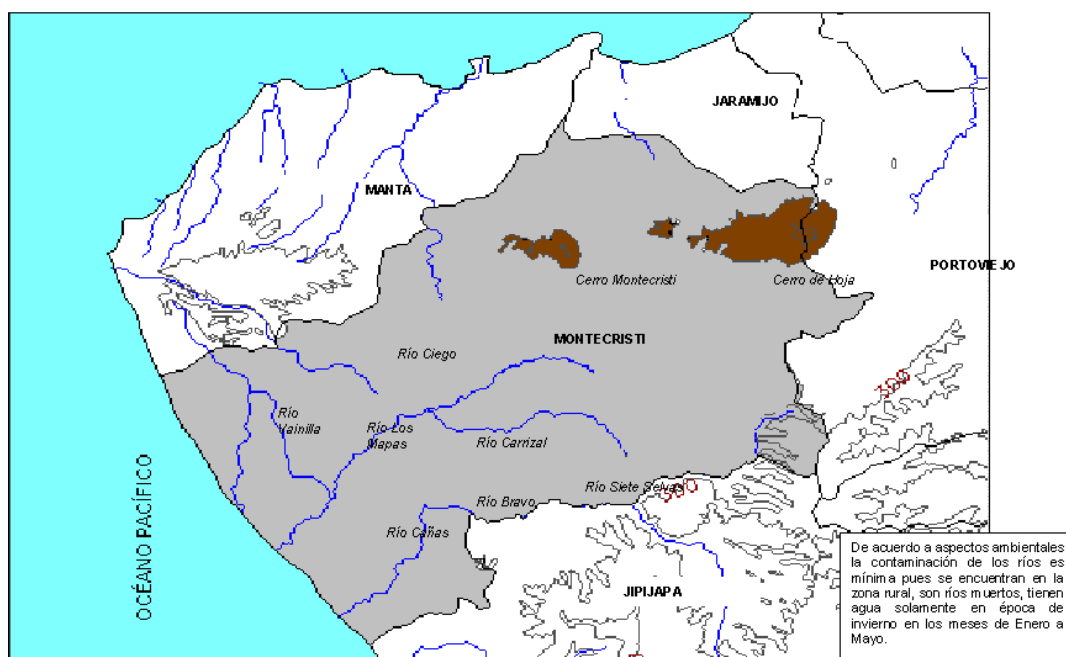 JARAMIJO
MANTA
PORTOVIEJO
Cerro Montecristi
Cerro de Hoja
MONTECRISTI
Río Ciego
300
Río
Vainilla
Río Los
Mapas
Río Carrizal
Río Siete Selvas
300
Río Bravo
Río Cañas
OCÉANO PACÍFICO
JIPIJAPA
De acuerdo a aspectos ambientales
la contaminación de los ríos es
mínima pues se encuentran en la
zona rural, son ríos muertos, tienen
agua solamente en época de
invierno en los meses de Enero a
Mayo.